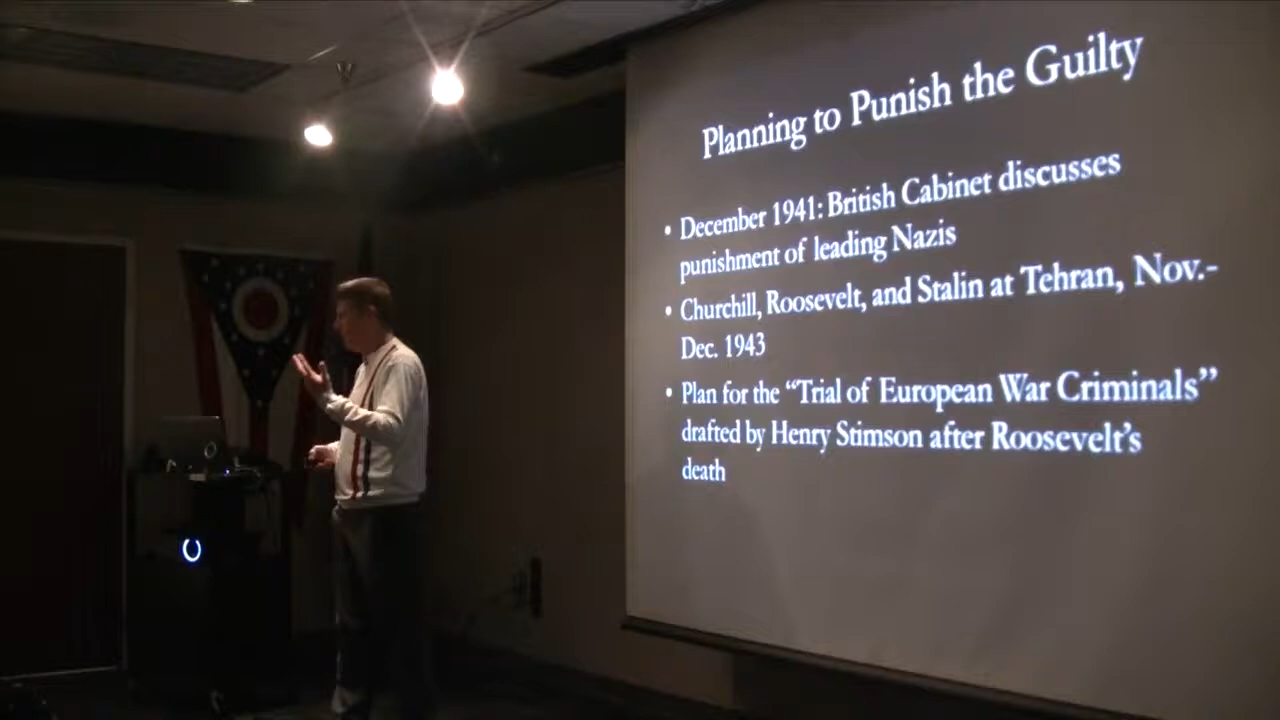 Planning to Punish the Guilty
• December 1941: British Cabinet discusses
punishment of leading Nazis
• Churchill, Roosevelt, and Stalin at Tehran, Nov.-
Dec. 1943
• Plan for the “Trial of European War Criminals”
drafted by Henry Stimson after Roosevelt’s
death